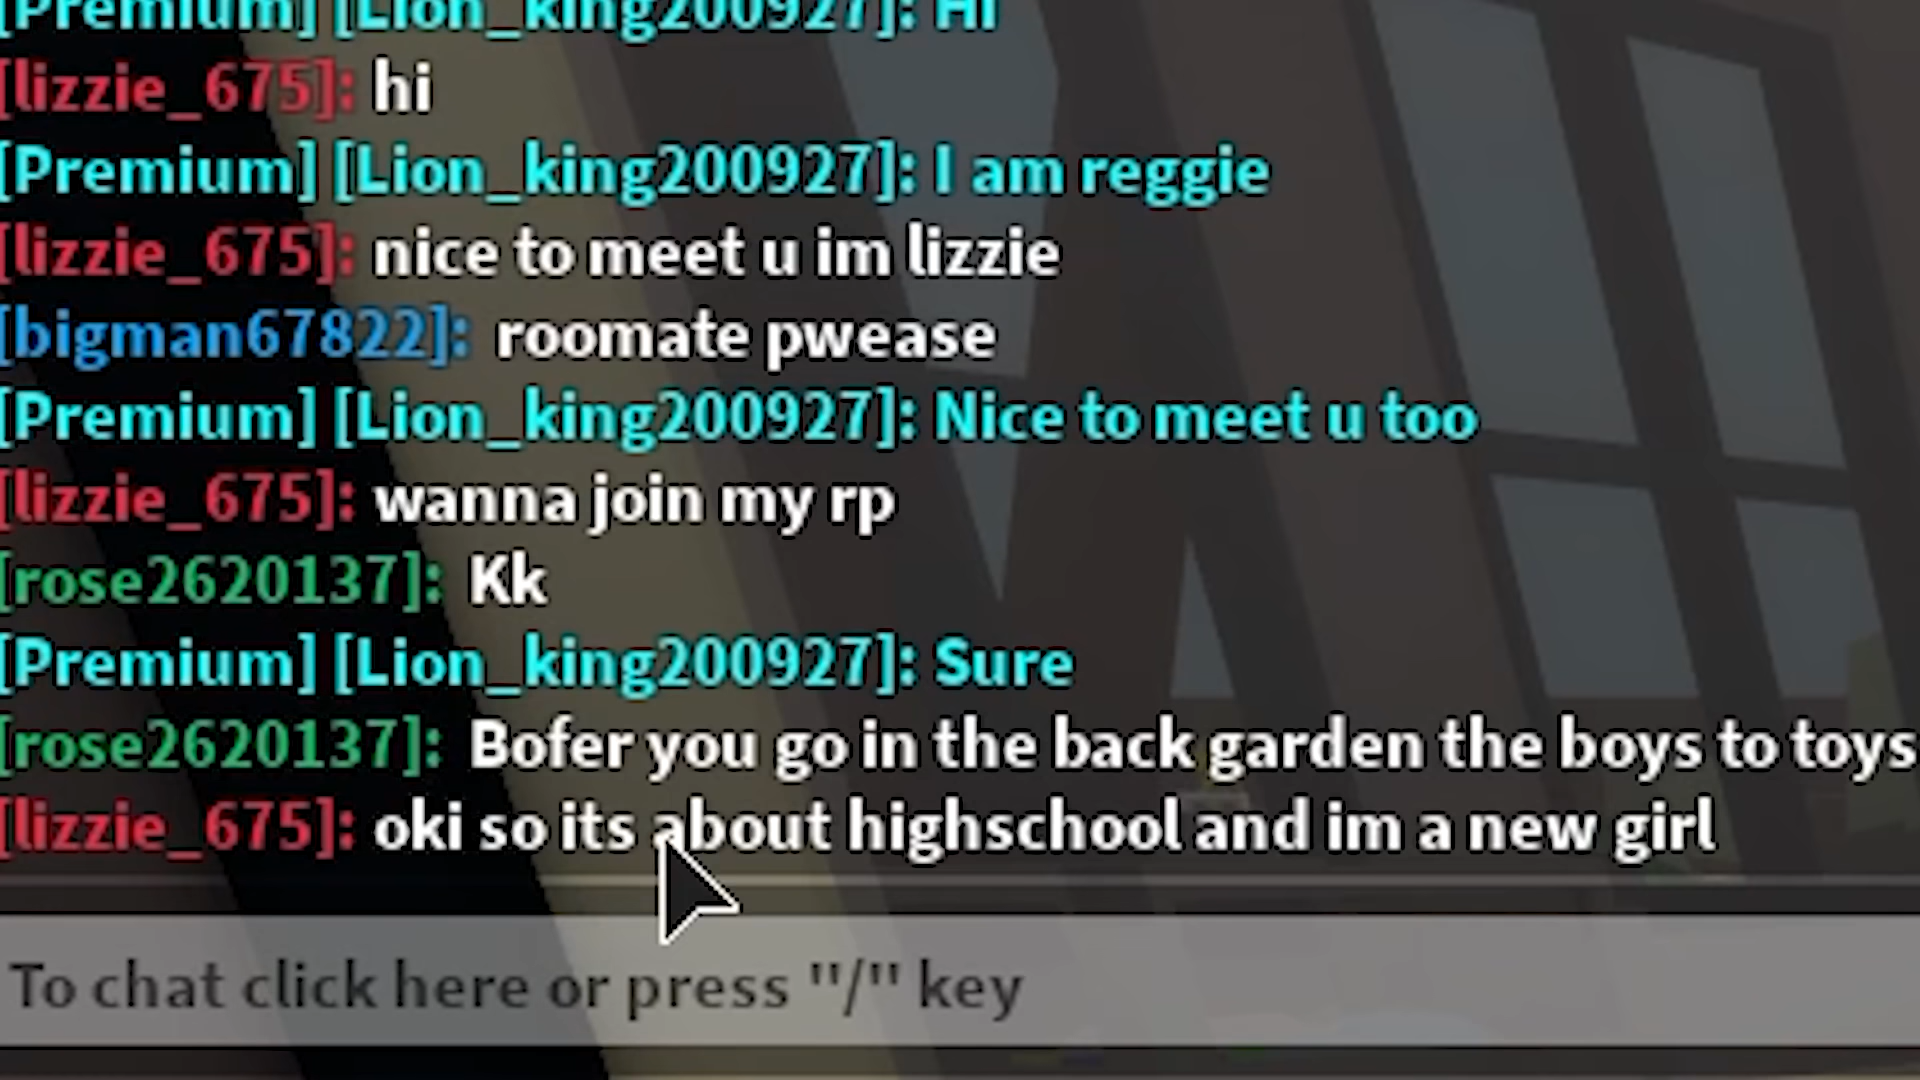 [Premium] [Lion_king200927]: Hi
[lizzie_675]: hi
[Premium] [Lion_king200927]: I am reggie
[lizzie_675]: nice to meet u im lizzie
[bigman67822]: roomate pwease
[Premium] [Lion_king200927]: Nice to meet u too
[lizzie_675]: wanna join my rp
[rose2620137]: Kk
[Premium] [Lion_king200927]: Sure
[rose2620137]: Bofer you go in the back garden the boys to toys
[lizzie_675]: oki so its about highschool and im a new girl
To chat click here or press "/" key